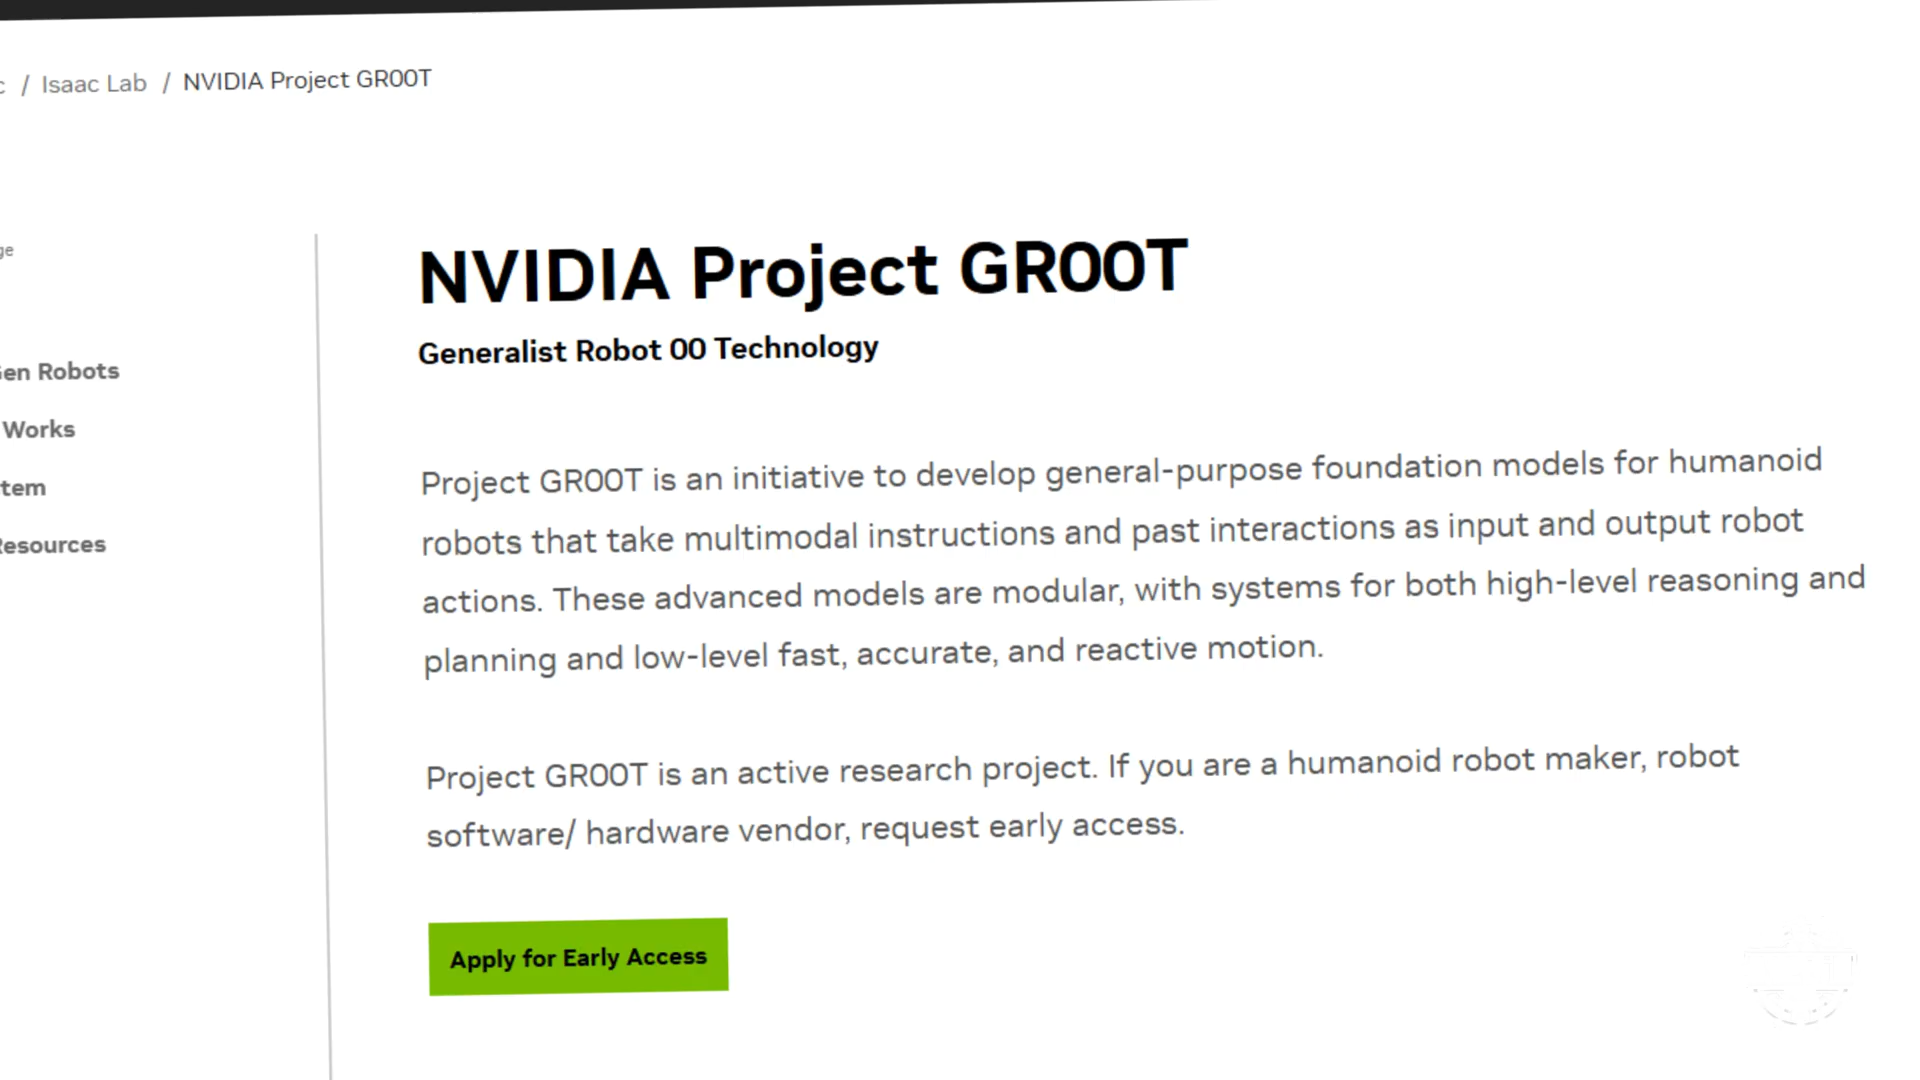 / Isaac Lab / NVIDIA Project GR00T
NVIDIA Project GR00T
Generalist Robot 00 Technology
Robots
Works
Project GR00T is an initiative to develop general-purpose foundation models for humanoid
robots that take multimodal instructions and past interactions as input and output robot
actions. These advanced models are modular, with systems for both high-level reasoning and
planning and low-level fast, accurate, and reactive motion.
Project GR00T is an active research project. If you are a humanoid robot maker, robot
software/ hardware vendor, request early access.
Apply for Early Access